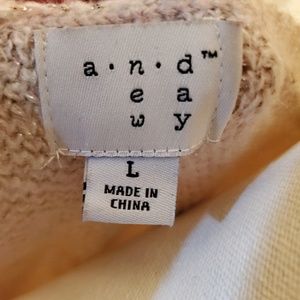 a · n · d™
e a
w y
L
MADE IN
CHINA